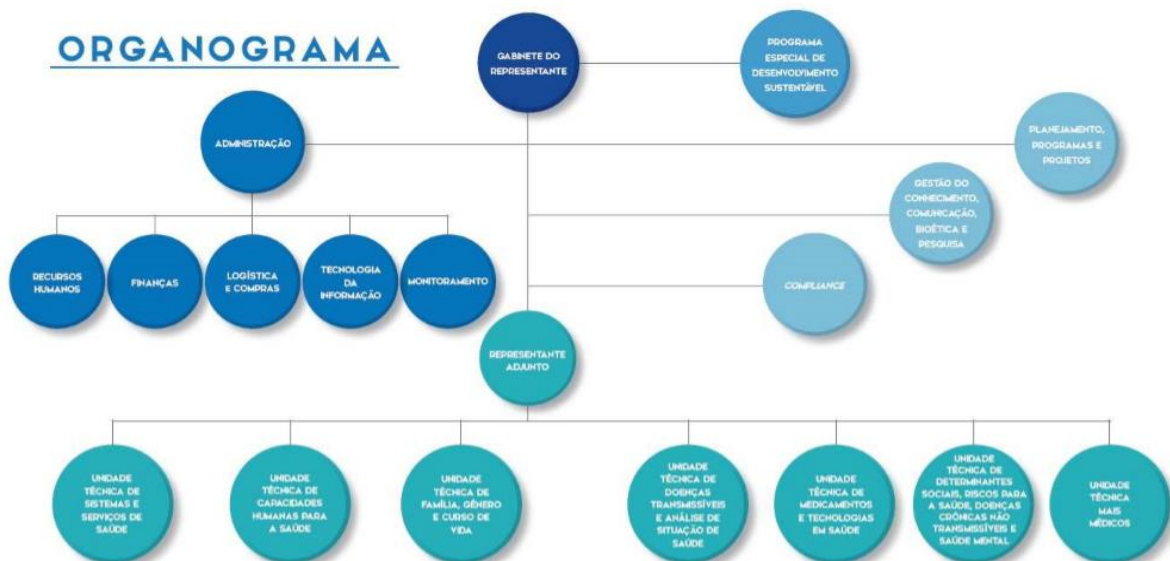 ORGANOGRAMA
GABINETE DO
REPRESENTANTE
PROGRAMA
ESPECIAL DE
DESENVOLVIMENTO
SUSTENTÁVEL
ADMINISTRAÇÃO
PLANEJAMENTO,
PROGRAMAS E
PROJETOS
GESTÃO DO
CONHECIMENTO,
COMUNICAÇÃO,
BIOÉTICA E
PESQUISA
RECURSOS
HUMANOS
FINANÇAS
LOGÍSTICA
E COMPRAS
TECNOLOGIA
DA
INFORMAÇÃO
MONITORAMENTO
COMPLIANCE
REPRESENTANTE
ADJUNTO
UNIDADE
TÉCNICA DE
SISTEMAS E
SERVIÇOS DE
SAÚDE
UNIDADE
TÉCNICA DE
CAPACIDADES
HUMANAS PARA
A SAÚDE
UNIDADE
TÉCNICA DE
FAMÍLIA, GÊNERO
E CURSO DE
VIDA
UNIDADE
TÉCNICA DE
DOENÇAS
TRANSMISSÍVEIS
E ANÁLISE DE
SITUAÇÃO DE
SAÚDE
UNIDADE
TÉCNICA DE
MEDICAMENTOS
E TECNOLOGIAS
EM SAÚDE
UNIDADE
TÉCNICA DE
DETERMINANTES
SOCIAIS, RISCOS PARA
A SAÚDE, DOENÇAS
CRÔNICAS NÃO
TRANSMISSÍVEIS E
SAÚDE MENTAL
UNIDADE
TÉCNICA
MAIS
MÉDICOS